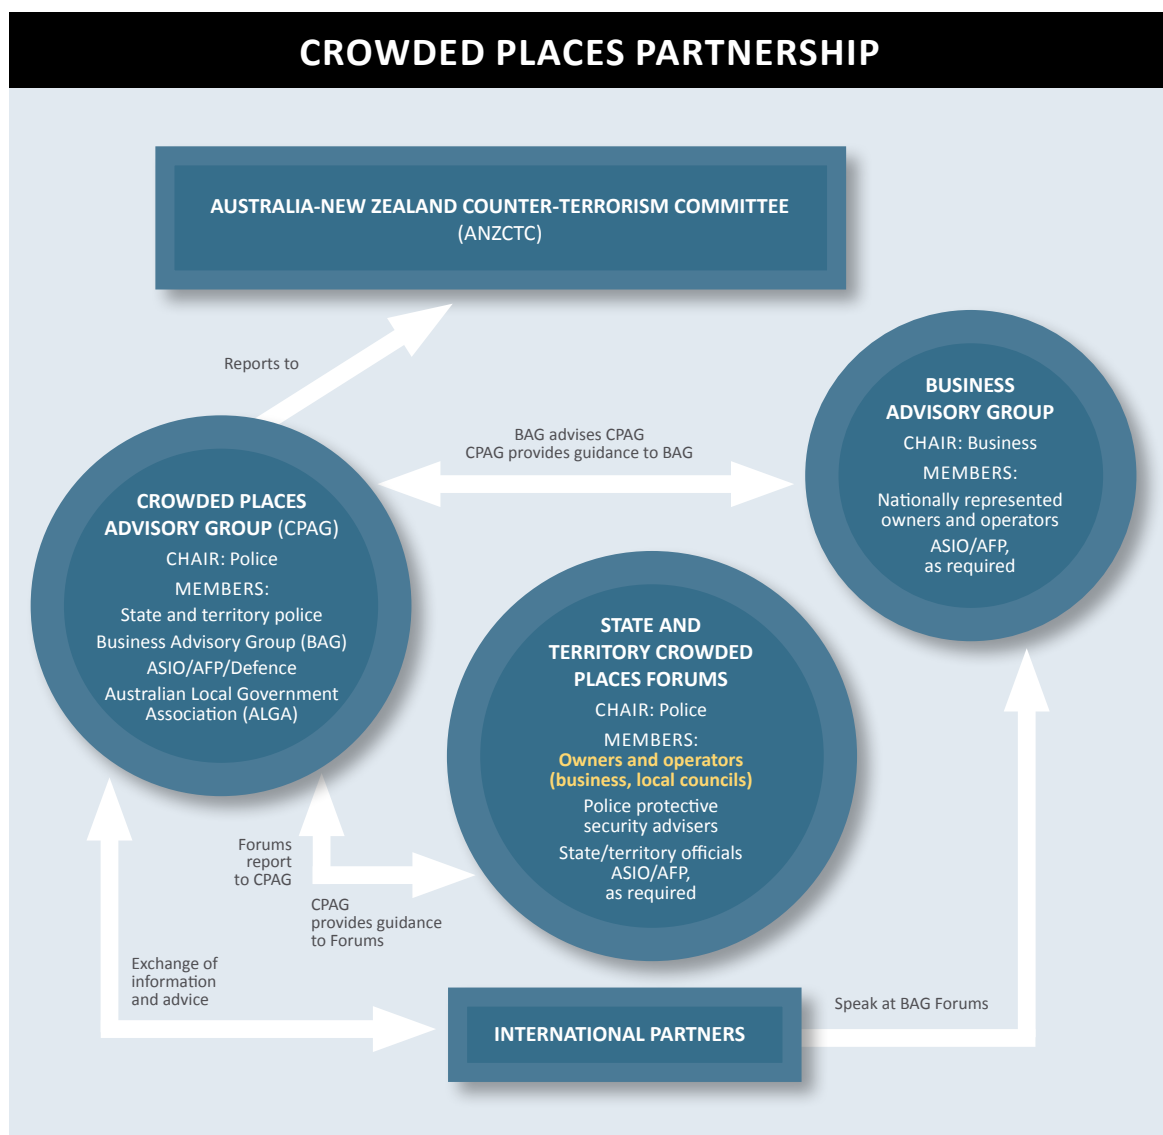 CROWDED PLACES PARTNERSHIP
AUSTRALIA-NEW ZEALAND COUNTER-TERRORISM COMMITTEE
(ANZCTC)
Reports to
BUSINESS
ADVISORY GROUP
CHAIR: Business
MEMBERS:
Nationally represented
owners and operators
ASIO/AFP,
as required
BAG advises CPAG
CPAG provides guidance to BAG
CROWDED PLACES
ADVISORY GROUP (CPAG)
CHAIR: Police
MEMBERS:
State and territory police
Business Advisory Group (BAG)
ASIO/AFP/Defence
Australian Local Government
Association (ALGA)
STATE AND
TERRITORY CROWDED
PLACES FORUMS
CHAIR: Police
MEMBERS:
Owners and operators
(business, local councils)
Police protective
security advisers
State/territory officials
ASIO/AFP,
as required
Forums
report
to CPAG
CPAG
provides guidance
to Forums
Exchange of
information
and advice
INTERNATIONAL PARTNERS
Speak at BAG Forums